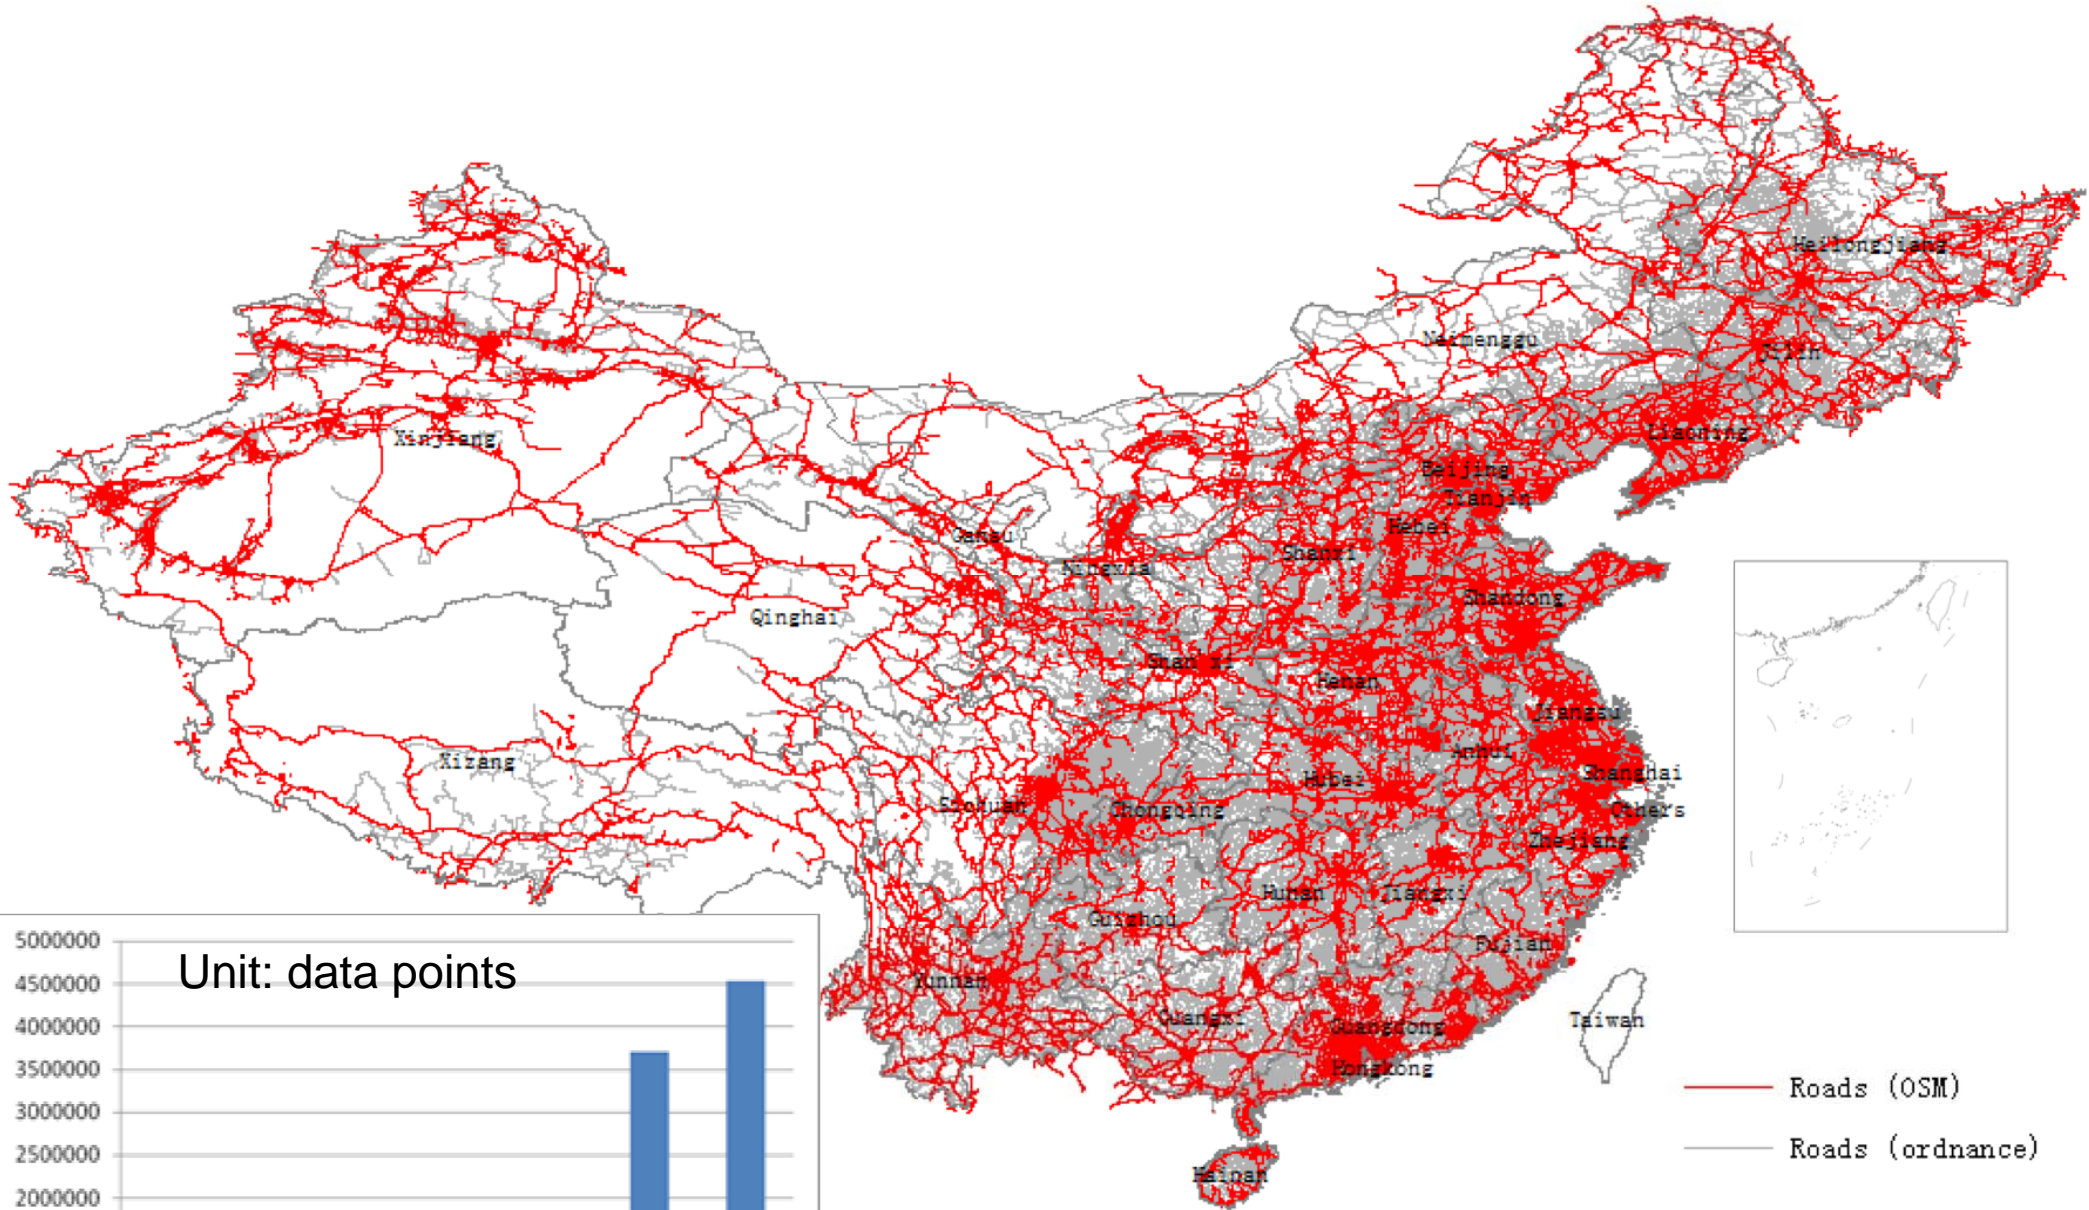 Heilongjiang
Neimenggu
Jilin
Xinjiang
Liaoning
Beijing
Tianjin
Hebei
Gansu
Shanxi
Ningxia
Shandong
Qinghai
Shan'xi
Henan
Jiangsu
Xizang
Anhui
Shanghai
Hubei
Sichuan
Chongqing
Others
Zhejiang
Hunan
Jiangxi
Guizhou
Fujian
Yunnan
Guangxi
Guangdong
Taiwan
Hongkong
Hainan
Roads (OSM)
Roads (ordnance)
Unit: data points
5000000
4500000
4000000
3500000
3000000
2500000
2000000